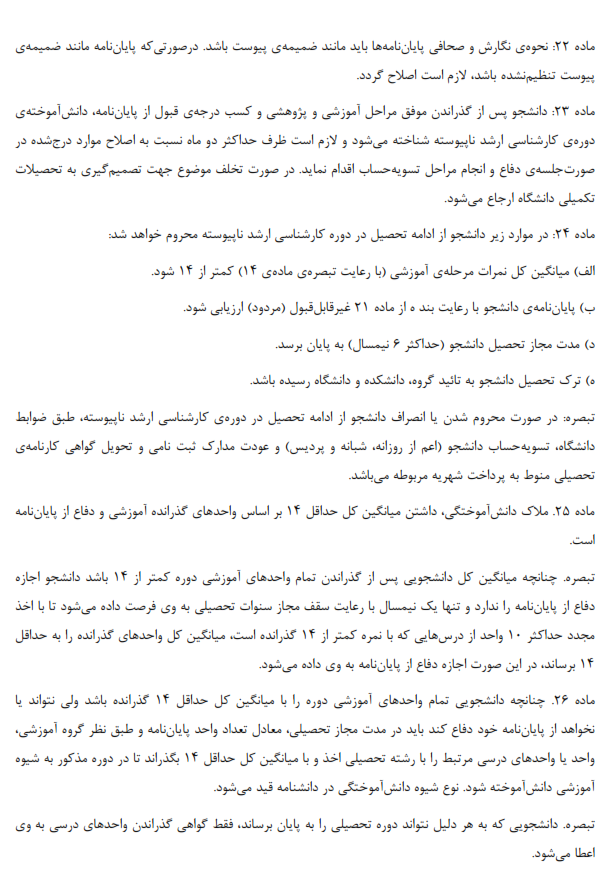 ماده ۲۲: نحوه‌ی نگارش و صحافی پایان‌نامه‌ها باید مانند ضمیمه‌ی پیوست باشد. درصورتی‌که پایان‌نامه مانند ضمیمه‌ی
پیوست تنظیم‌نشده باشد، لازم است اصلاح گردد.
ماده ۲۳: دانشجو پس از گذراندن موفق مراحل آموزشی و پژوهشی و کسب درجه‌ی قبول از پایان‌نامه، دانش‌آموخته‌ی
دوره‌ی کارشناسی ارشد ناپیوسته شناخته می‌شود و لازم است ظرف حداکثر دو ماه نسبت به اصلاح موارد درج‌شده در
صورت‌جلسه‌ی دفاع و انجام مراحل تسویه‌حساب اقدام نماید. در صورت تخلف موضوع جهت تصمیم‌گیری به تحصیلات
تکمیلی دانشگاه ارجاع می‌شود.
ماده ۲۴: در موارد زیر دانشجو از ادامه تحصیل در دوره کارشناسی ارشد ناپیوسته محروم خواهد شد:
الف) میانگین کل نمرات مرحله‌ی آموزشی (با رعایت تبصره‌ی ماده‌ی ۱۴) کمتر از ۱۴ شود.
ب) پایان‌نامه‌ی دانشجو با رعایت بند ه از ماده ۲۱ غیرقابل‌قبول (مردود) ارزیابی شود.
د) مدت مجاز تحصیل دانشجو (حداکثر ۶ نیمسال) به پایان برسد.
ه) ترک تحصیل دانشجو به تائید گروه، دانشکده و دانشگاه رسیده باشد.
تبصره: در صورت محروم شدن یا انصراف دانشجو از ادامه تحصیل در دوره‌ی کارشناسی ارشد ناپیوسته، طبق ضوابط
دانشگاه، تسویه‌حساب دانشجو (اعم از روزانه، شبانه و پردیس) و عودت مدارک ثبت نامی و تحویل گواهی کارنامه‌ی
تحصیلی منوط به پرداخت شهریه مربوطه می‌باشد.
ماده ۲۵. ملاک دانش‌آموختگی، داشتن میانگین کل حداقل ۱۴ بر اساس واحدهای گذرانده آموزشی و دفاع از پایان‌نامه
است.
تبصره. چنانچه میانگین کل دانشجویی پس از گذراندن تمام واحدهای آموزشی دوره کمتر از ۱۴ باشد دانشجو اجازه
دفاع از پایان‌نامه را ندارد و تنها یک نیمسال با رعایت سقف مجاز سنوات تحصیلی به وی فرصت داده می‌شود تا با اخذ
مجدد حداکثر ۱۰ واحد از درس‌هایی که با نمره کمتر از ۱۴ گذرانده است، میانگین کل واحدهای گذرانده را به حداقل
۱۴ برساند، در این صورت اجازه دفاع از پایان‌نامه به وی داده می‌شود.
ماده ۲۶. چنانچه دانشجویی تمام واحدهای آموزشی دوره را با میانگین کل حداقل ۱۴ گذرانده باشد ولی نتواند یا
نخواهد از پایان‌نامه خود دفاع کند باید در مدت مجاز تحصیلی، معادل تعداد واحد پایان‌نامه و طبق نظر گروه آموزشی،
واحد یا واحدهای درسی مرتبط را با رشته تحصیلی اخذ و با میانگین کل حداقل ۱۴ بگذراند تا در دوره مذکور به شیوه
آموزشی دانش‌آموخته شود. نوع شیوه دانش‌آموختگی در دانشنامه قید می‌شود.
تبصره. دانشجویی که به هر دلیل نتواند دوره تحصیلی را به پایان برساند، فقط گواهی گذراندن واحدهای درسی به وی
اعطا می‌شود.